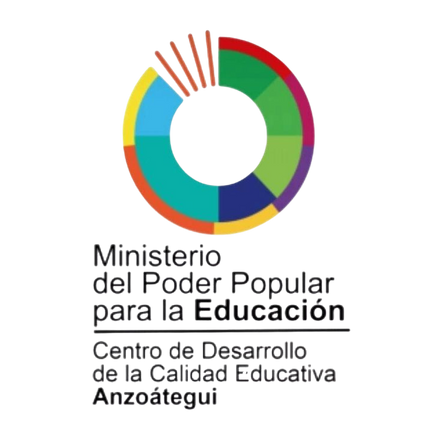 Ministerio
del Poder Popular
para la Educación
Centro de Desarrollo
de la Calidad Educativa
Anzoátegui